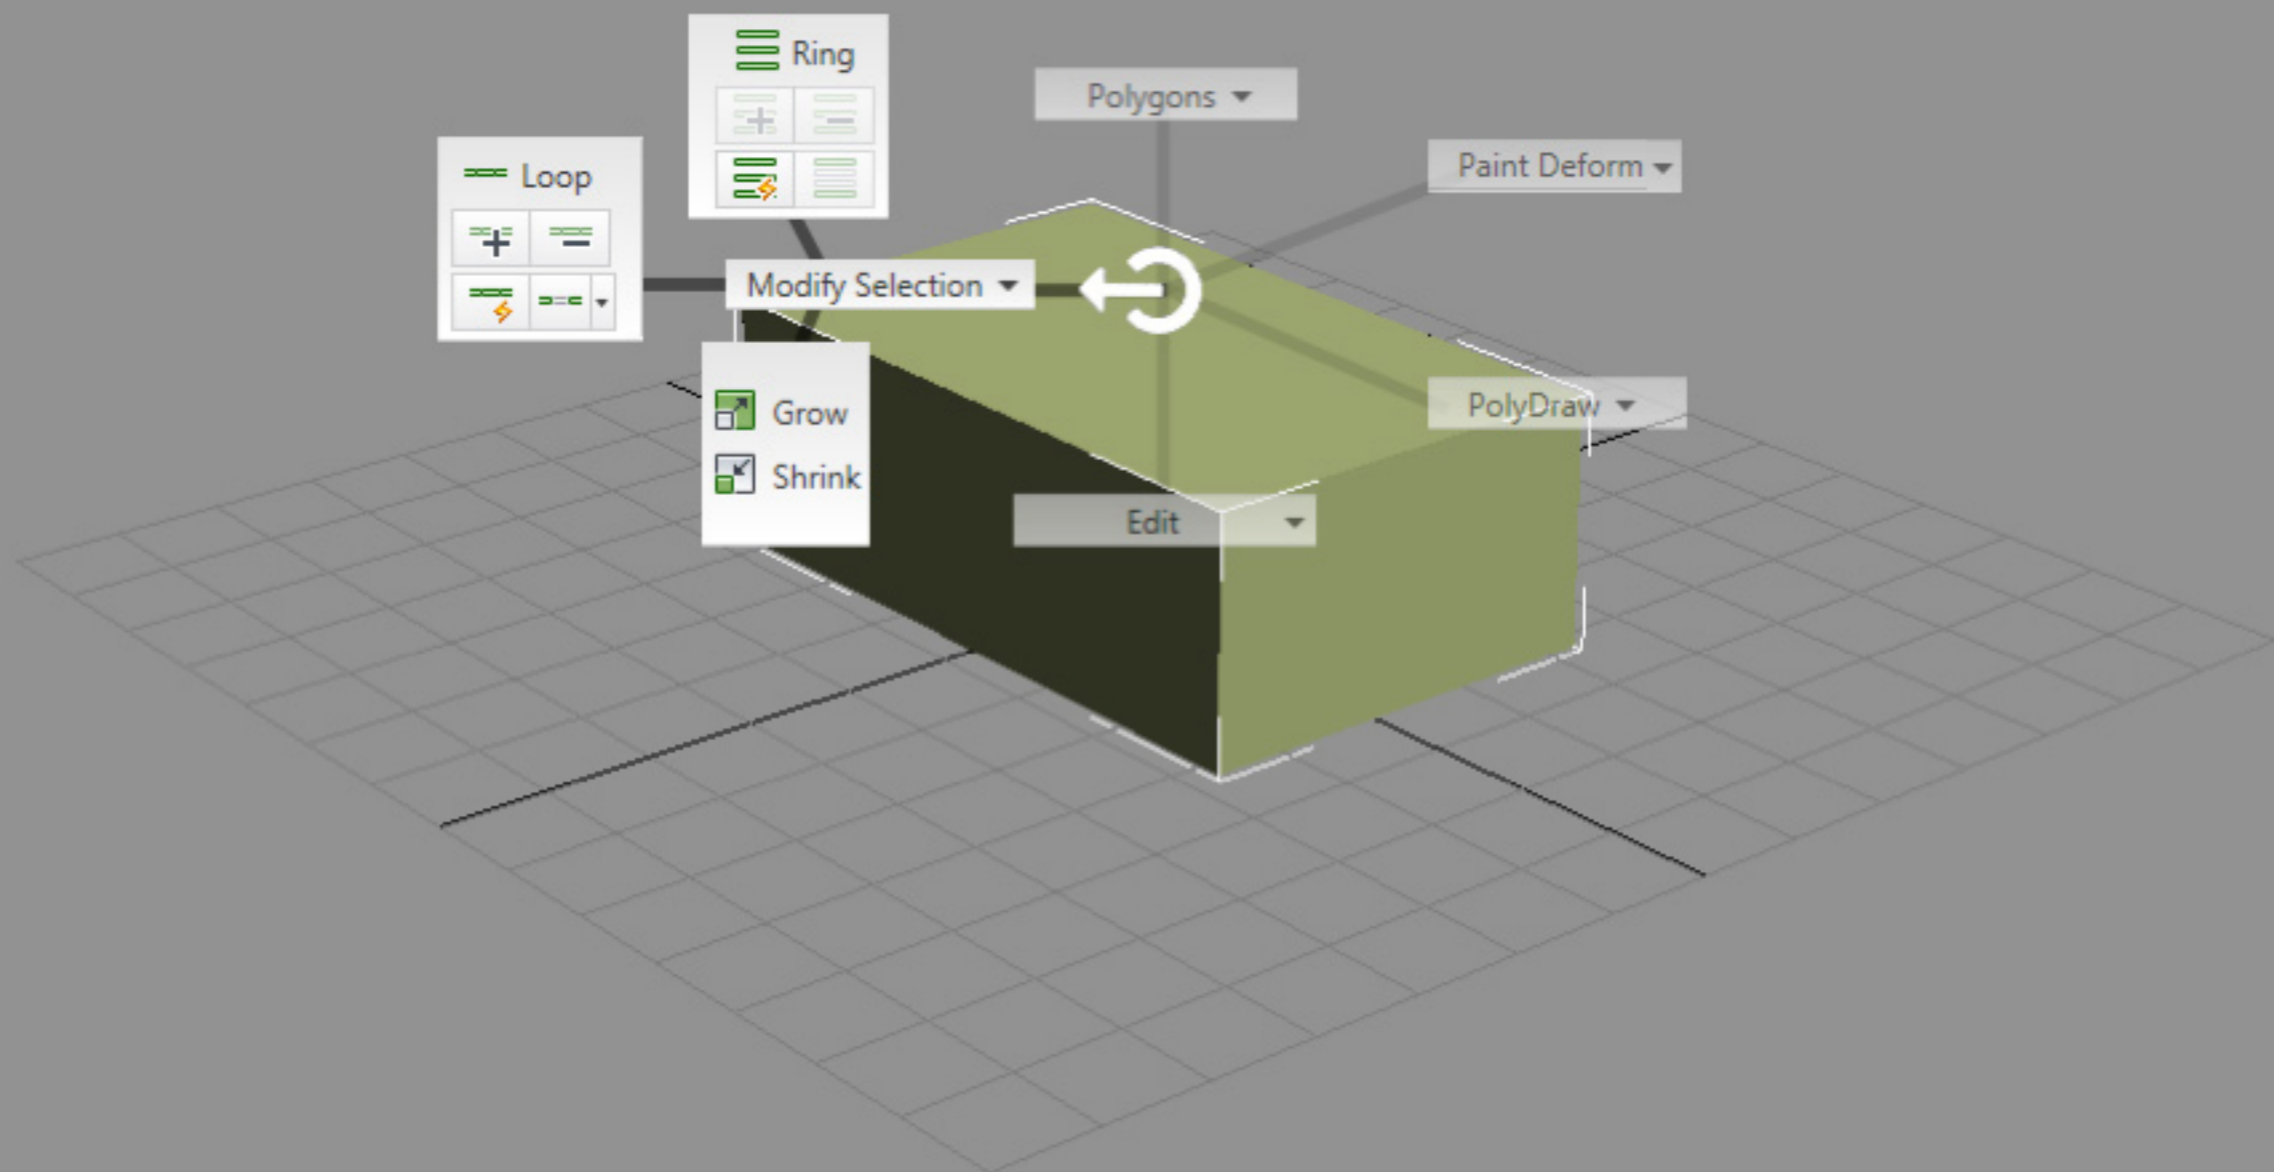 Ring
Polygons
Paint Deform
Loop
Modify Selection
PolyDraw
Grow
Shrink
Edit